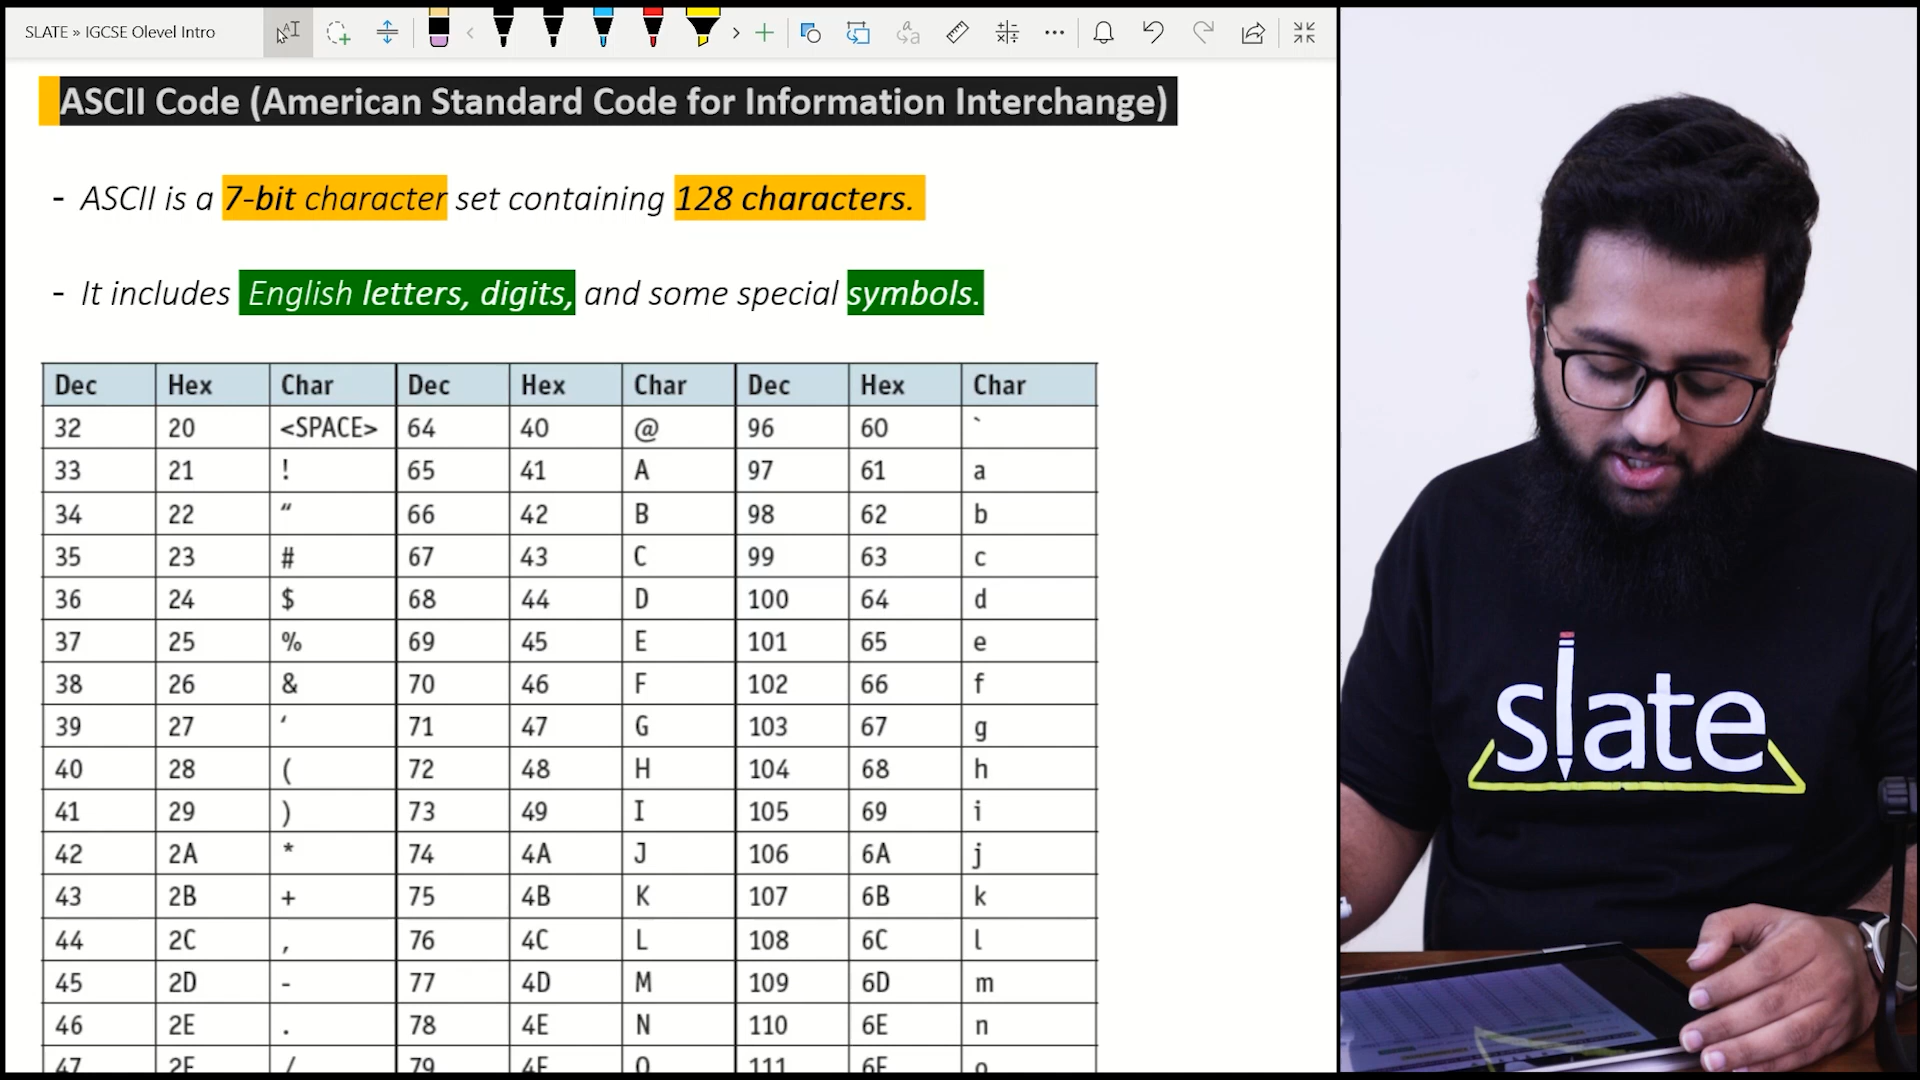 SLATE » IGCSE Olevel Intro
ASCII Code (American Standard Code for Information Interchange)
- ASCII is a 7-bit character set containing 128 characters.
- It includes English letters, digits, and some special symbols.
Dec Hex Char Dec Hex Char Dec Hex Char
32 20 <SPACE> 64 40 @ 96 60 `
33 21 ! 65 41 A 97 61 a
34 22 “ 66 42 B 98 62 b
35 23 # 67 43 C 99 63 c
36 24 $ 68 44 D 100 64 d
37 25 % 69 45 E 101 65 e
38 26 & 70 46 F 102 66 f
39 27 ‘ 71 47 G 103 67 g
40 28 ( 72 48 H 104 68 h
41 29 ) 73 49 I 105 69 i
42 2A * 74 4A J 106 6A j
43 2B + 75 4B K 107 6B k
44 2C , 76 4C L 108 6C l
45 2D - 77 4D M 109 6D m
46 2E . 78 4E N 110 6E n
47 2F / 79 4F O 111 6F o
slate